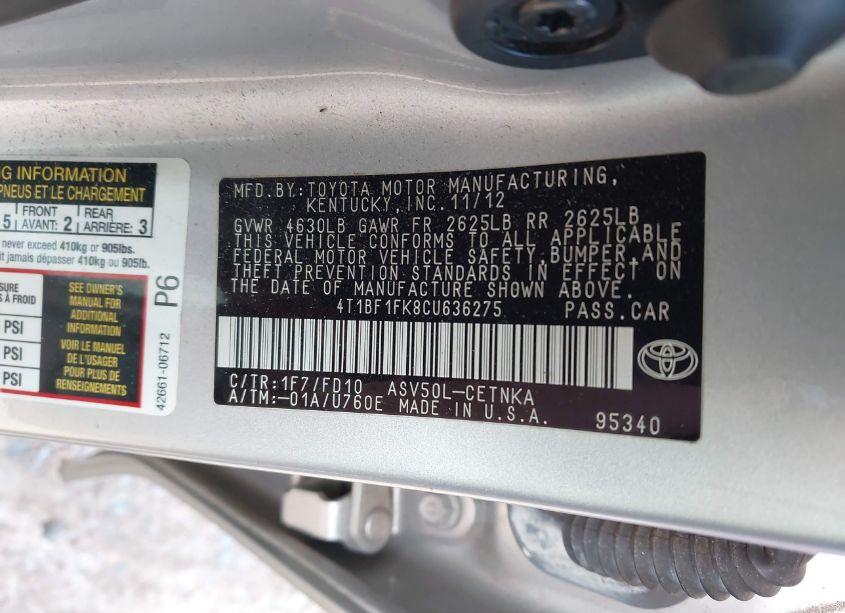 NG INFORMATION
PNEUS ET LE CHARGEMENT
5 FRONT AVANT: 2 REAR ARRIÈRE: 3
never exceed 410kg or 905lbs.
it jamais dépasser 410kg ou 905lb.
S À FROID
PSI
PSI
SEE OWNER'S
MANUAL FOR
ADDITIONAL
INFORMATION
VOIR LE MANUEL
DE L'USAGER
POUR PLUS DE
RENSEIGNEMENTS
P6
42661-06712
MFD.BY:TOYOTA MOTOR MANUFACTURING,
KENTUCKY,INC.11/12
GVWR 4630LB GAWR FR 2625LB RR 2625LB
THIS VEHICLE CONFORMS TO ALL APPLICABLE
FEDERAL MOTOR VEHICLE SAFETY,BUMPER,AND
THEFT PREVENTION STANDARDS IN EFFECT ON
THE DATE OF MANUFACTURE SHOWN ABOVE.
4T1BF1FK8CU636275 PASS.CAR
C/TR:1F7/FD10 ASV50L-CETNKA
A/TM:-01A/U760E MADE IN U.S.A.
95340